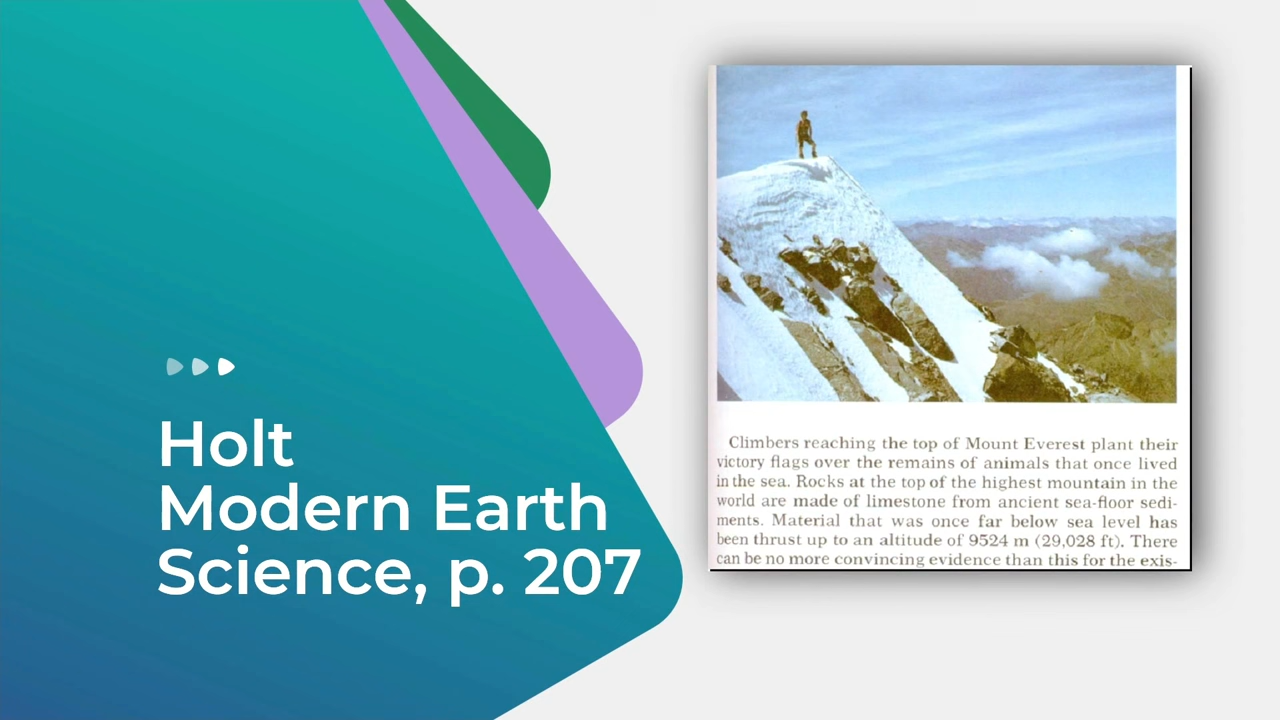 Holt
Modern Earth
Science, p. 207
Climbers reaching the top of Mount Everest plant their
victory flags over the remains of animals that once lived
in the sea. Rocks at the top of the highest mountain in the
world are made of limestone from ancient sea-floor sedi-
ments. Material that was once far below sea level has
been thrust up to an altitude of 9524 m (29,028 ft). There
can be no more convincing evidence than this for the exis-